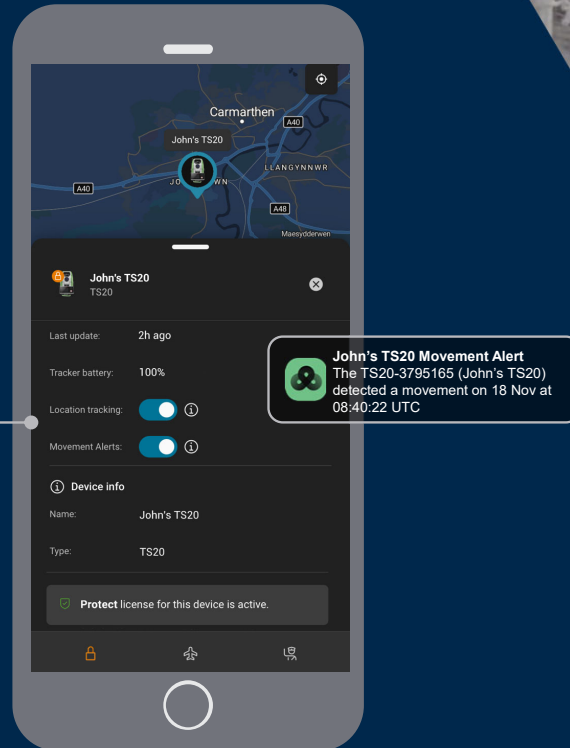 Carmarthen
A40
John's TS20
LLANGYNNWR
JO WN
A40
A48
Maesydderwen
John's TS20
TS20
Last update: 2h ago
Tracker battery: 100%
Location tracking:
Movement Alerts:
Device info
Name: John's TS20
Type: TS20
Protect license for this device is active.
John's TS20 Movement Alert
The TS20-3795165 (John's TS20)
detected a movement on 18 Nov at
08:40:22 UTC